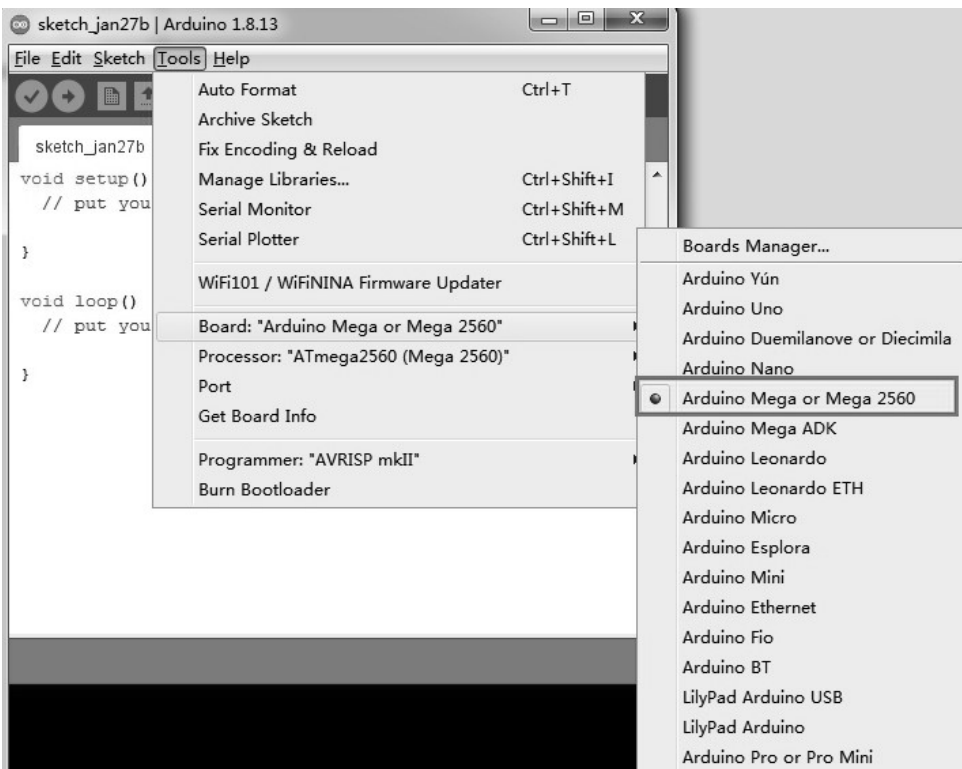 sketch_jan27b | Arduino 1.8.13
File Edit Sketch Tools Help
sketch_jan27b
void setup()
// put you
}
void loop()
// put you
}
Auto Format Ctrl+T
Archive Sketch
Fix Encoding & Reload
Manage Libraries... Ctrl+Shift+I
Serial Monitor Ctrl+Shift+M
Serial Plotter Ctrl+Shift+L
WiFi101 / WiFiNINA Firmware Updater
Board: "Arduino Mega or Mega 2560"
Processor: "ATmega2560 (Mega 2560)"
Port
Get Board Info
Programmer: "AVRISP mkII"
Burn Bootloader
Boards Manager...
Arduino Yún
Arduino Uno
Arduino Duemilanove or Diecimila
Arduino Nano
Arduino Mega or Mega 2560
Arduino Mega ADK
Arduino Leonardo
Arduino Leonardo ETH
Arduino Micro
Arduino Esplora
Arduino Mini
Arduino Ethernet
Arduino Fio
Arduino BT
LilyPad Arduino USB
LilyPad Arduino
Arduino Pro or Pro Mini